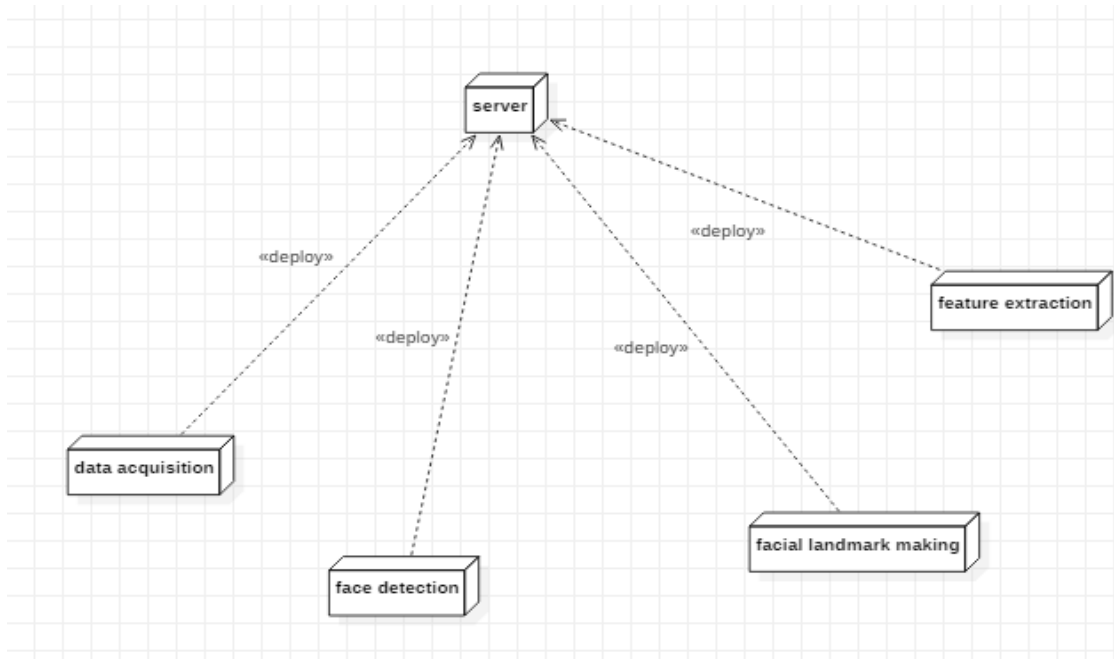 server
«deploy»
«deploy»
feature extraction
«deploy»
«deploy»
data acquisition
facial landmark making
face detection